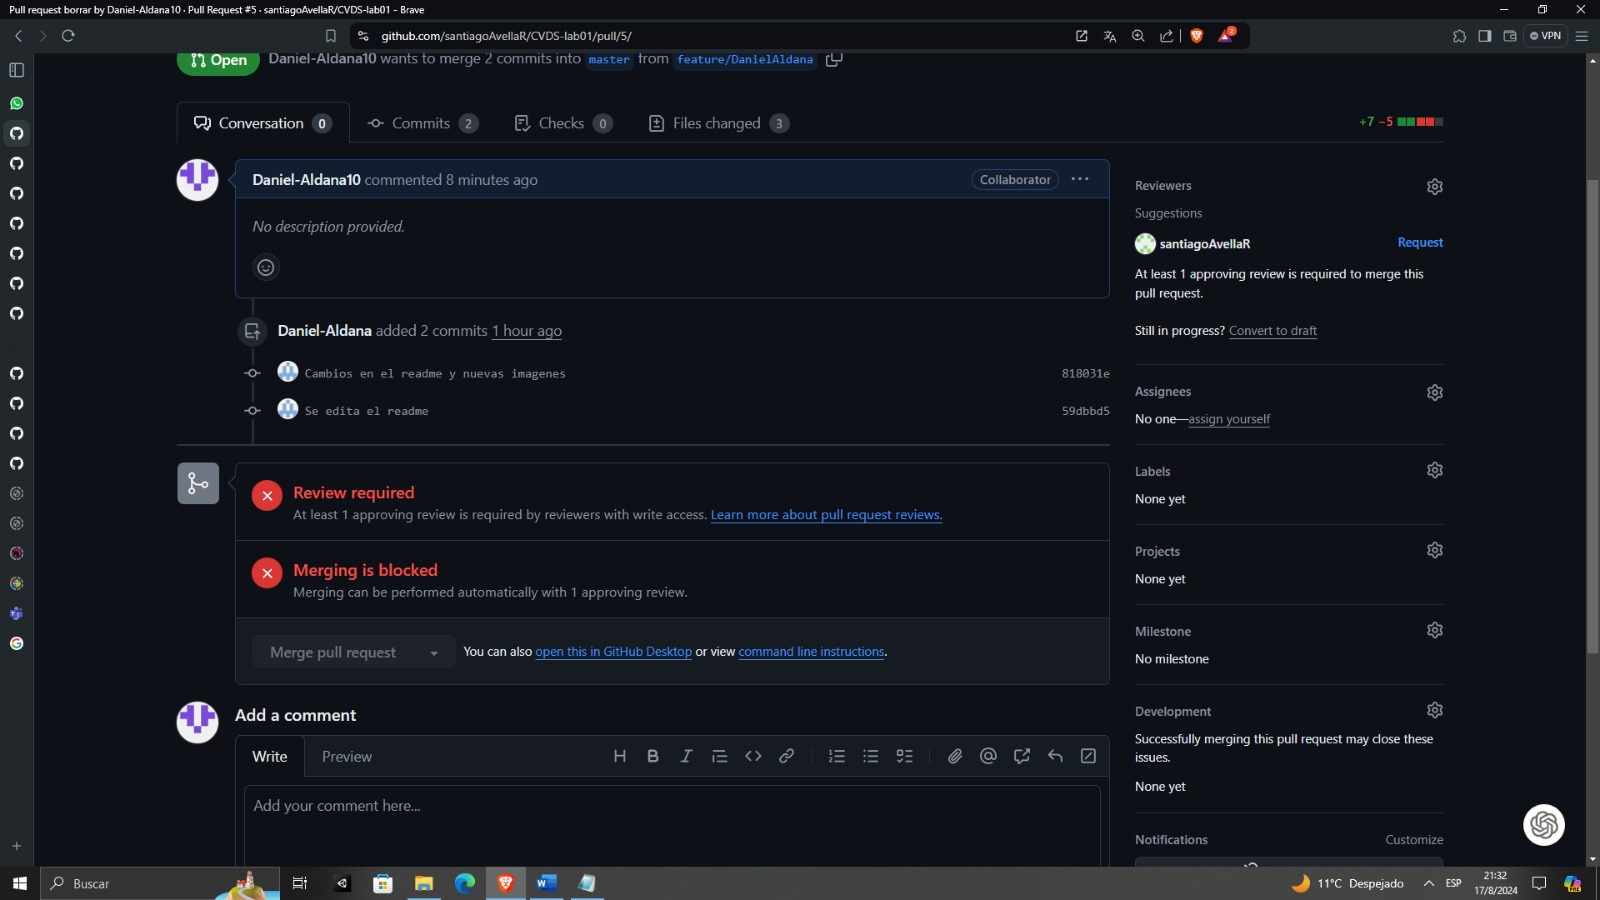 Pull request borrar by Daniel-Aldana10 · Pull Request #5 · santiagoAvellaR/CVDS-lab01 - Brave
github.com/santiagoAvellaR/CVDS-lab01/pull/5/
2
VPN
Open
Daniel-Aldana10 wants to merge 2 commits into master from feature/DanielAldana
Conversation 0
Commits 2
Checks 0
Files changed 3
+7 −5
Daniel-Aldana10 commented 8 minutes ago
Collaborator
No description provided.
Daniel-Aldana added 2 commits 1 hour ago
Cambios en el readme y nuevas imagenes
818031e
Se edita el readme
59dbbd5
Review required
At least 1 approving review is required by reviewers with write access. Learn more about pull request reviews.
Merging is blocked
Merging can be performed automatically with 1 approving review.
Merge pull request
You can also open this in GitHub Desktop or view command line instructions.
Add a comment
Write
Preview
Add your comment here...
Reviewers
Suggestions
santiagoAvellaR
Request
At least 1 approving review is required to merge this
pull request.
Still in progress? Convert to draft
Assignees
No one—assign yourself
Labels
None yet
Projects
None yet
Milestone
No milestone
Development
Successfully merging this pull request may close these
issues.
None yet
Notifications
Customize
Buscar
11°C Despejado
ESP
21:32
17/8/2024